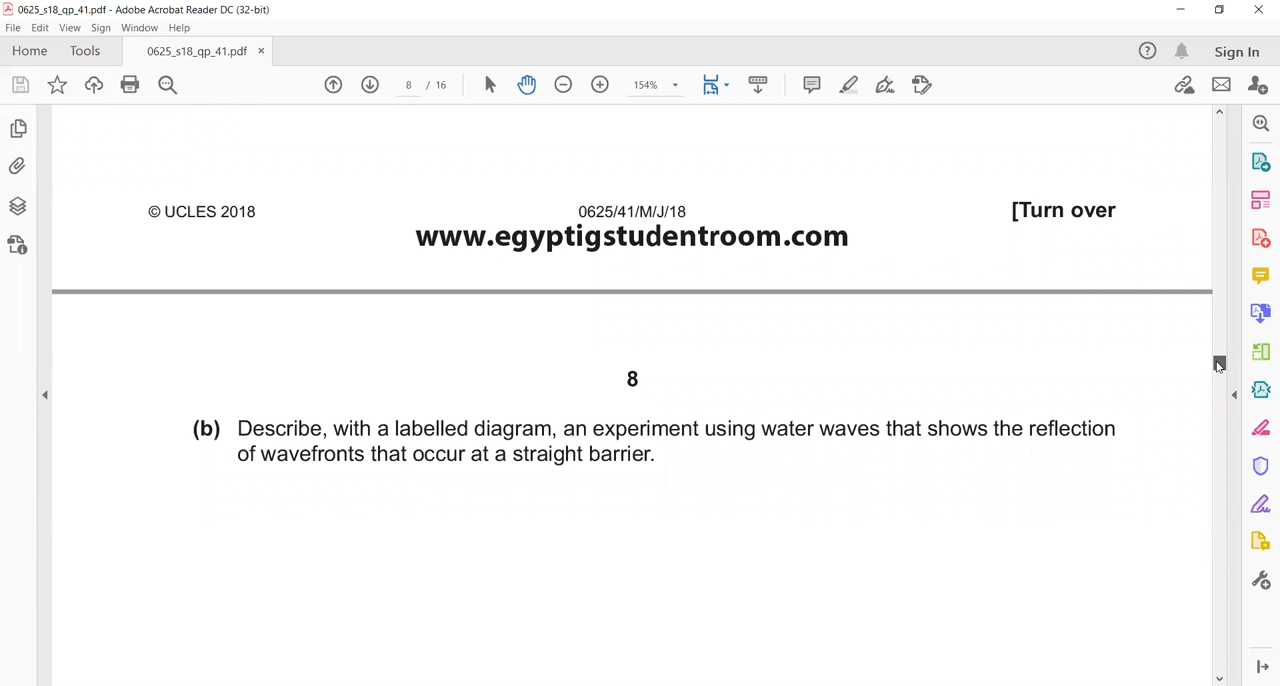 0625_s18_qp_41.pdf - Adobe Acrobat Reader DC (32-bit)
File Edit View Sign Window Help
Home Tools 0625_s18_qp_41.pdf × Sign In
8 / 16 154%
© UCLES 2018 0625/41/M/J/18 [Turn over
www.egyptigstudentroom.com
8
(b) Describe, with a labelled diagram, an experiment using water waves that shows the reflection
of wavefronts that occur at a straight barrier.